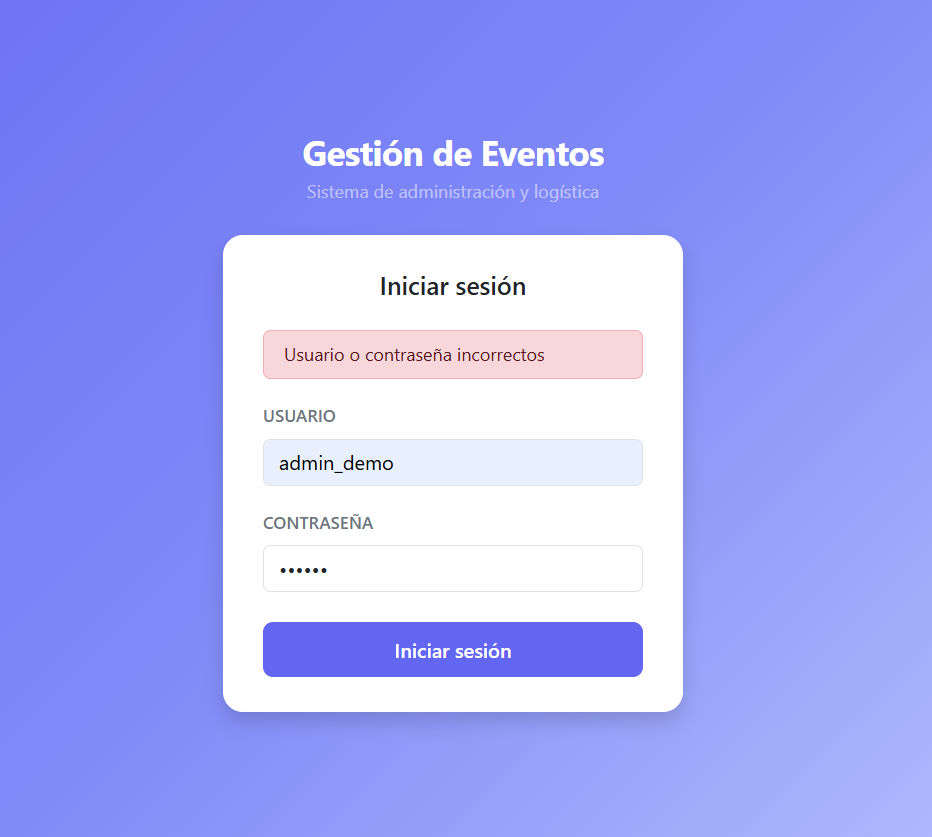 Gestión de Eventos
Sistema de administración y logística
Iniciar sesión
Usuario o contraseña incorrectos
USUARIO
admin_demo
CONTRASEÑA
••••••
Iniciar sesión